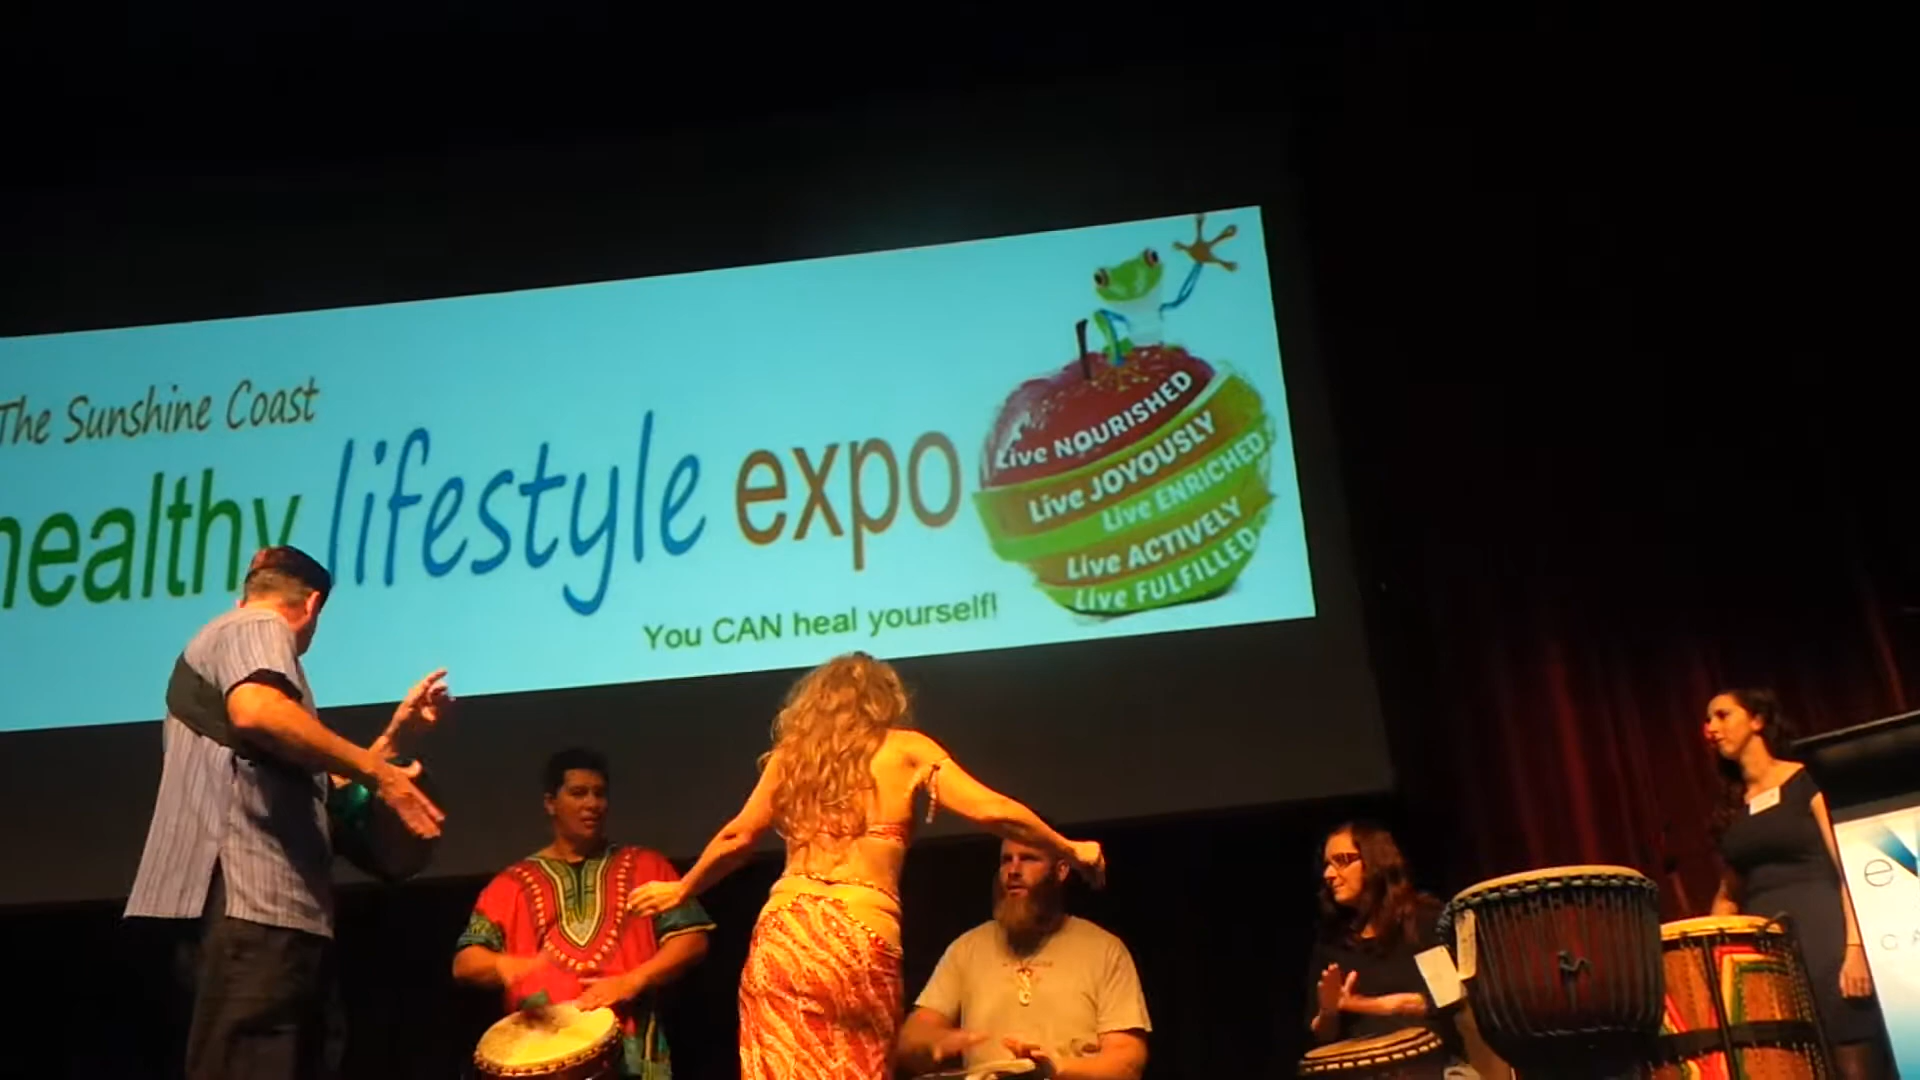 The Sunshine Coast
healthy lifestyle expo
You CAN heal yourself!
Live NOURISHED
Live JOYOUSLY
Live ENRICHED
Live ACTIVELY
Live FULFILLED